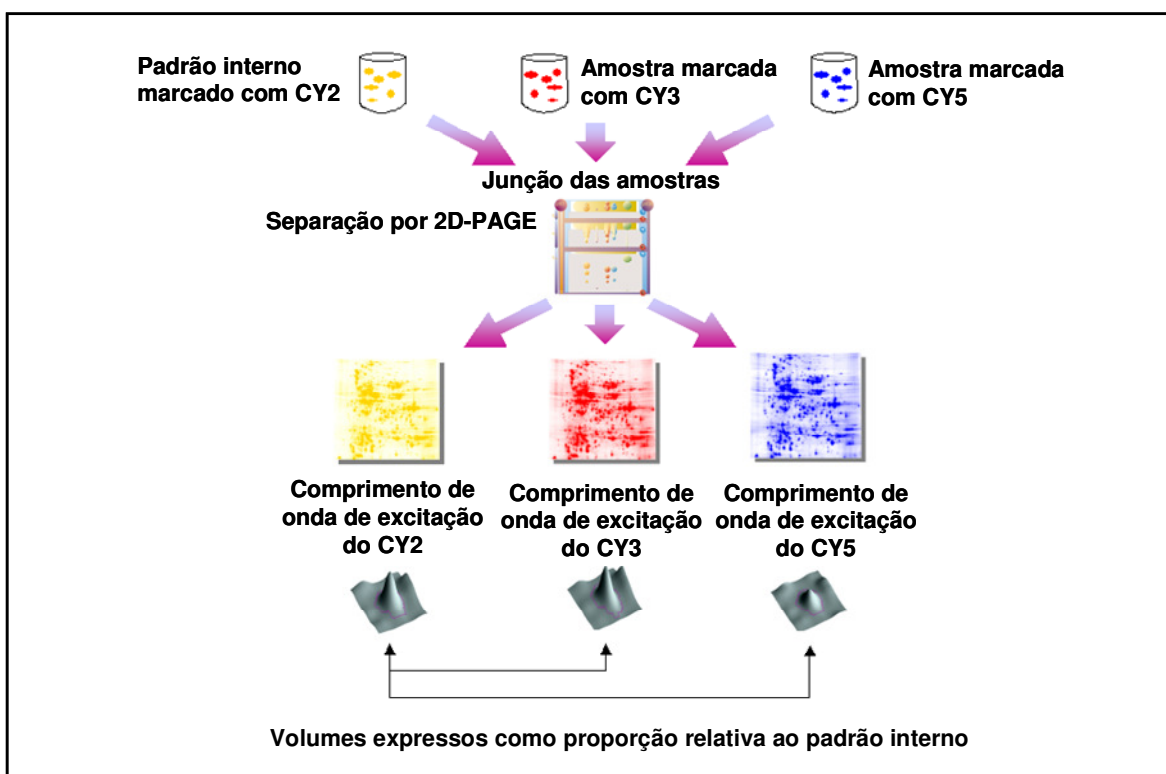 Padrão interno
marcado com CY2
Amostra marcada
com CY3
Amostra marcada
com CY5
Junção das amostras
Separação por 2D-PAGE
Comprimento de
onda de excitação
do CY2
Comprimento de
onda de excitação
do CY3
Comprimento de
onda de excitação
do CY5
Volumes expressos como proporção relativa ao padrão interno